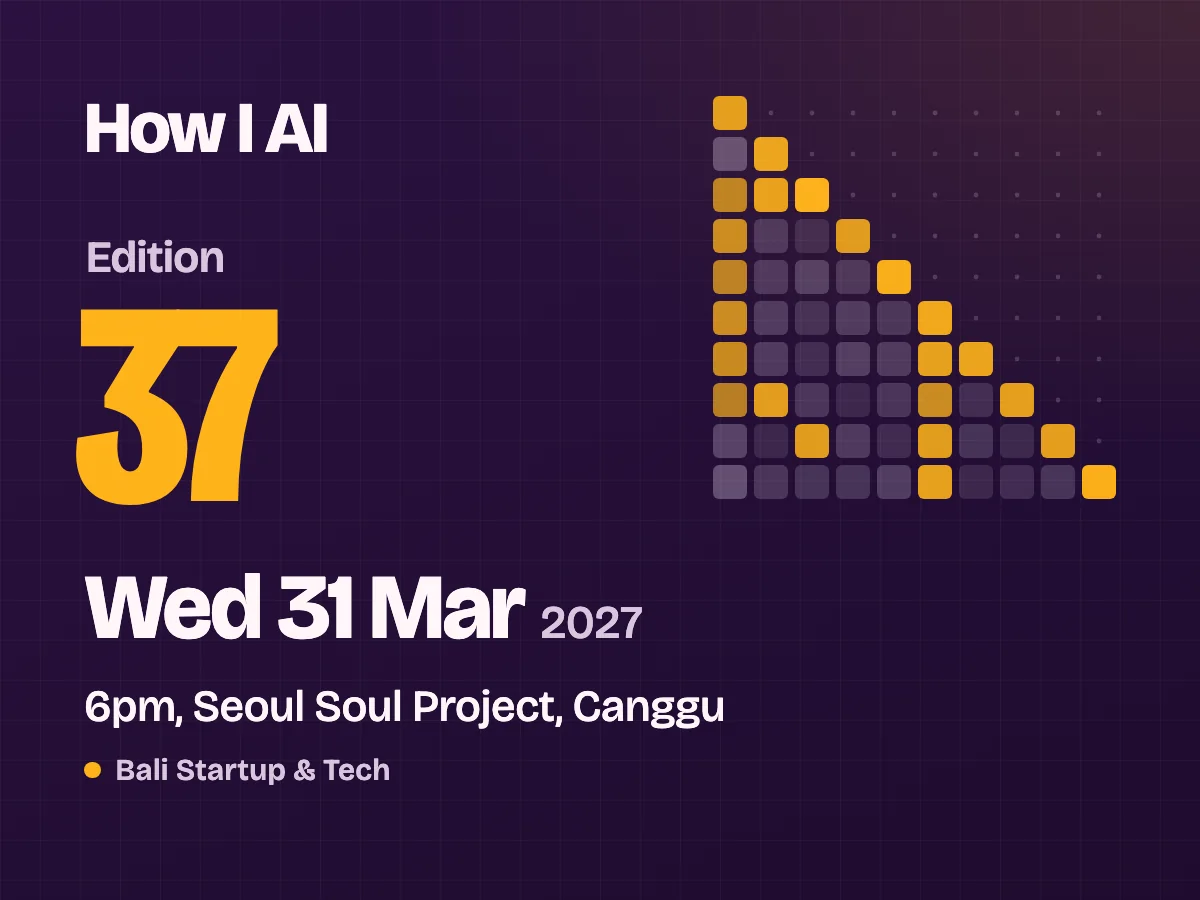 How I AI
Edition
37
Wed 31 Mar 2027
6pm, Seoul Soul Project, Canggu
Bali Startup & Tech